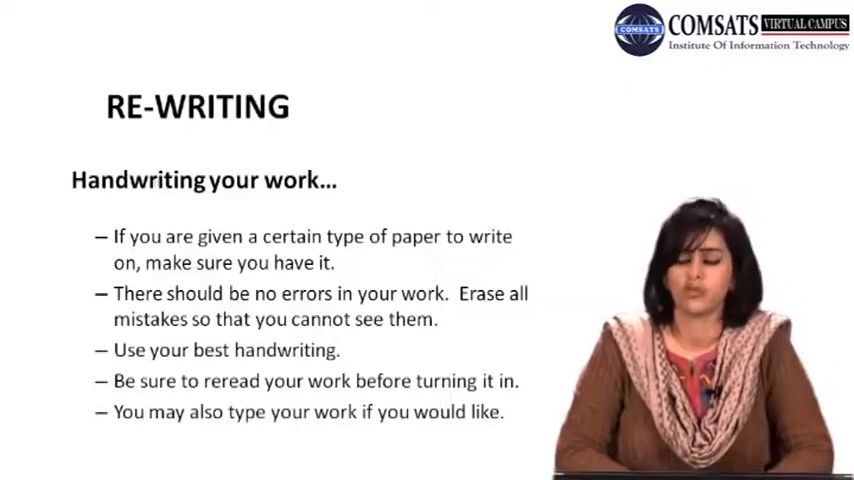 COMSATS VIRTUAL CAMPUS
COMSATS
Institute Of Information Technology
RE-WRITING
Handwriting your work...
– If you are given a certain type of paper to write
on, make sure you have it.
– There should be no errors in your work. Erase all
mistakes so that you cannot see them.
– Use your best handwriting.
– Be sure to reread your work before turning it in.
– You may also type your work if you would like.